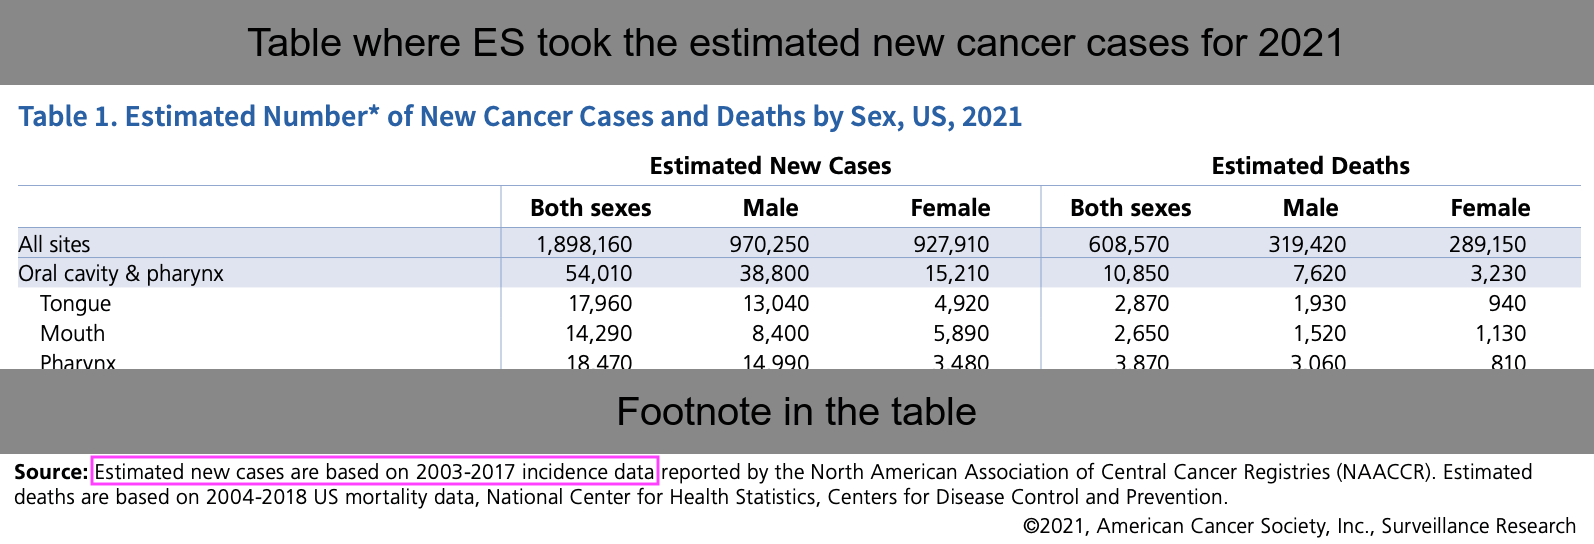 Table where ES took the estimated new cancer cases for 2021
Table 1. Estimated Number* of New Cancer Cases and Deaths by Sex, US, 2021
Estimated New Cases Estimated Deaths
Both sexes Male Female Both sexes Male Female
All sites 1,898,160 970,250 927,910 608,570 319,420 289,150
Oral cavity & pharynx 54,010 38,800 15,210 10,850 7,620 3,230
Tongue 17,960 13,040 4,920 2,870 1,930 940
Mouth 14,290 8,400 5,890 2,650 1,520 1,130
Pharynx 18,470 14,990 3,480 3,870 3,060 810
Footnote in the table
Source: Estimated new cases are based on 2003-2017 incidence data reported by the North American Association of Central Cancer Registries (NAACCR). Estimated
deaths are based on 2004-2018 US mortality data, National Center for Health Statistics, Centers for Disease Control and Prevention.
©2021, American Cancer Society, Inc., Surveillance Research